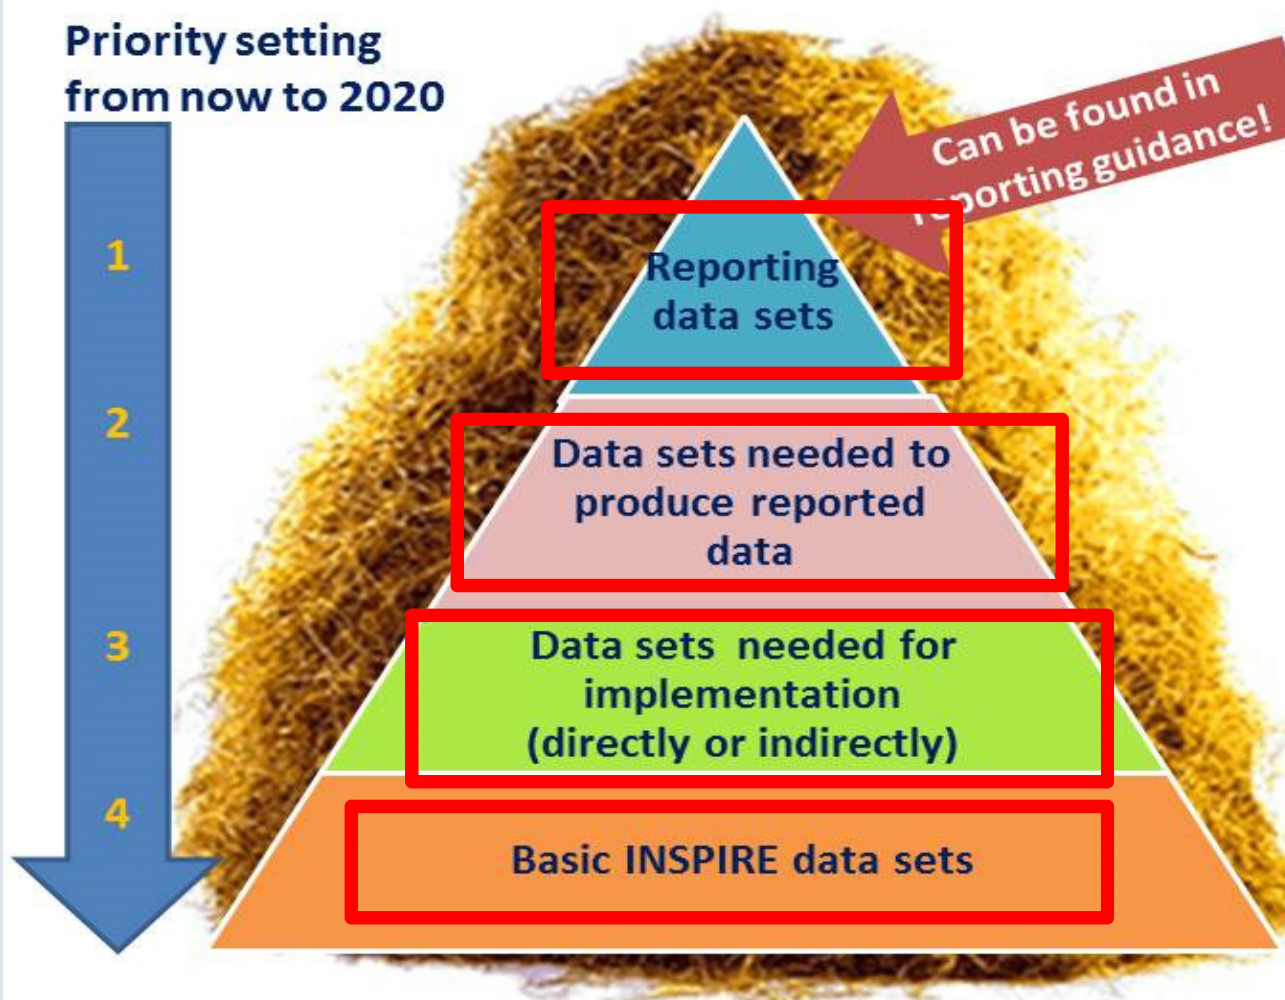 Priority setting
from now to 2020
Can be found in
reporting guidance!
1
Reporting
data sets
2
Data sets needed to
produce reported
data
3
Data sets needed for
implementation
(directly or indirectly)
4
Basic INSPIRE data sets